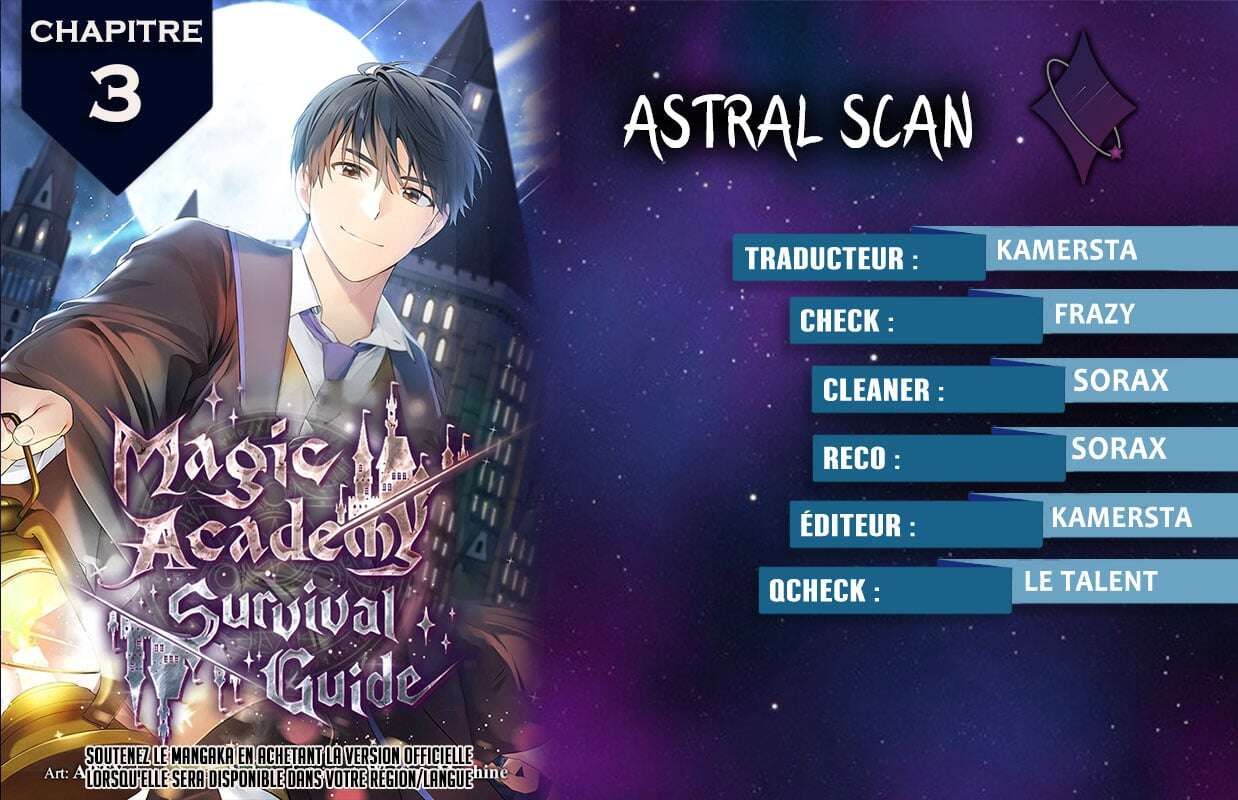 CHAPITRE
3
ASTRAL SCAN
TRADUCTEUR : KAMERSTA
CHECK : FRAZY
CLEANER : SORAX
RECO : SORAX
ÉDITEUR : KAMERSTA
QCHECK : LE TALENT
Magic
Academy
Survival
Guide
SOUTENEZ LE MANGAKA EN ACHETANT LA VERSION OFFICIELLE
Art:
LORSQU'ELLE SERA DISPONIBLE DANS VOTRE RÉGION/LANGUE